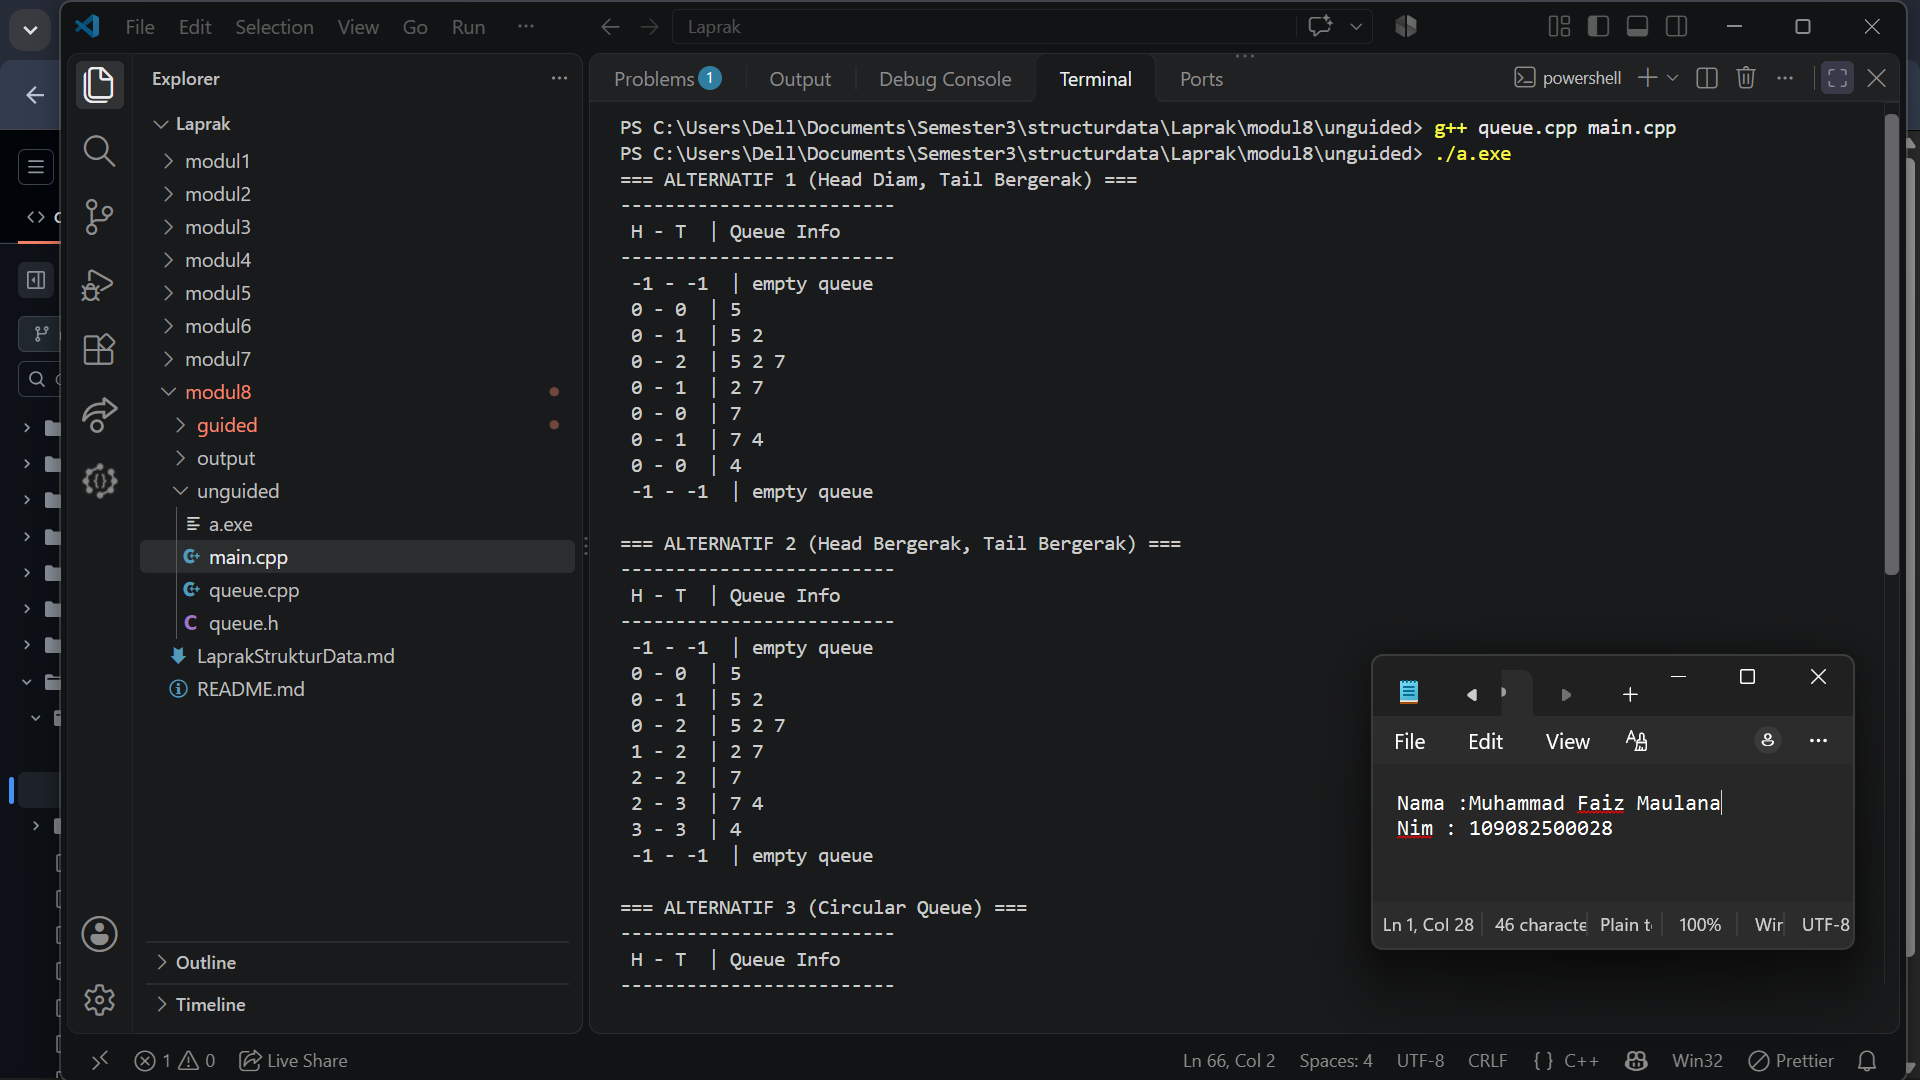 File Edit Selection View Go Run ···
Laprak
Explorer ···
Laprak
modul1
modul2
modul3
modul4
modul5
modul6
modul7
modul8
guided
output
unguided
a.exe
main.cpp
queue.cpp
queue.h
LaprakStrukturData.md
README.md
Outline
Timeline
Problems 1 Output Debug Console Terminal Ports
powershell
PS C:\Users\Dell\Documents\Semester3\structurdata\Laprak\modul8\unguided> g++ queue.cpp main.cpp
PS C:\Users\Dell\Documents\Semester3\structurdata\Laprak\modul8\unguided> ./a.exe
=== ALTERNATIF 1 (Head Diam, Tail Bergerak) ===
-------------------------
H - T  | Queue Info
-------------------------
-1 - -1  | empty queue
0 - 0  | 5
0 - 1  | 5 2
0 - 2  | 5 2 7
0 - 1  | 2 7
0 - 0  | 7
0 - 1  | 7 4
0 - 0  | 4
-1 - -1  | empty queue
=== ALTERNATIF 2 (Head Bergerak, Tail Bergerak) ===
-------------------------
H - T  | Queue Info
-------------------------
-1 - -1  | empty queue
0 - 0  | 5
0 - 1  | 5 2
0 - 2  | 5 2 7
1 - 2  | 2 7
2 - 2  | 7
2 - 3  | 7 4
3 - 3  | 4
-1 - -1  | empty queue
=== ALTERNATIF 3 (Circular Queue) ===
-------------------------
H - T  | Queue Info
-------------------------
File Edit View
Nama :Muhammad Faiz Maulana
Nim : 109082500028
Ln 1, Col 28 46 characte Plain t 100% Wir UTF-8
1 0 Live Share
Ln 66, Col 2 Spaces: 4 UTF-8 CRLF { } C++ Win32 Prettier